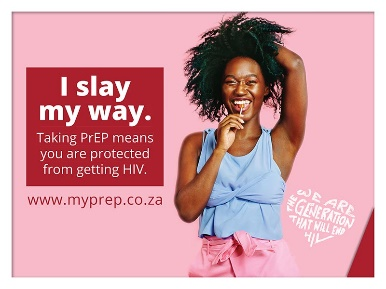 I slay
my way.
Taking PrEP means
you are protected
from getting HIV.
www.myprep.co.za
WE ARE
THE GENERATION
THAT WILL END
HIV